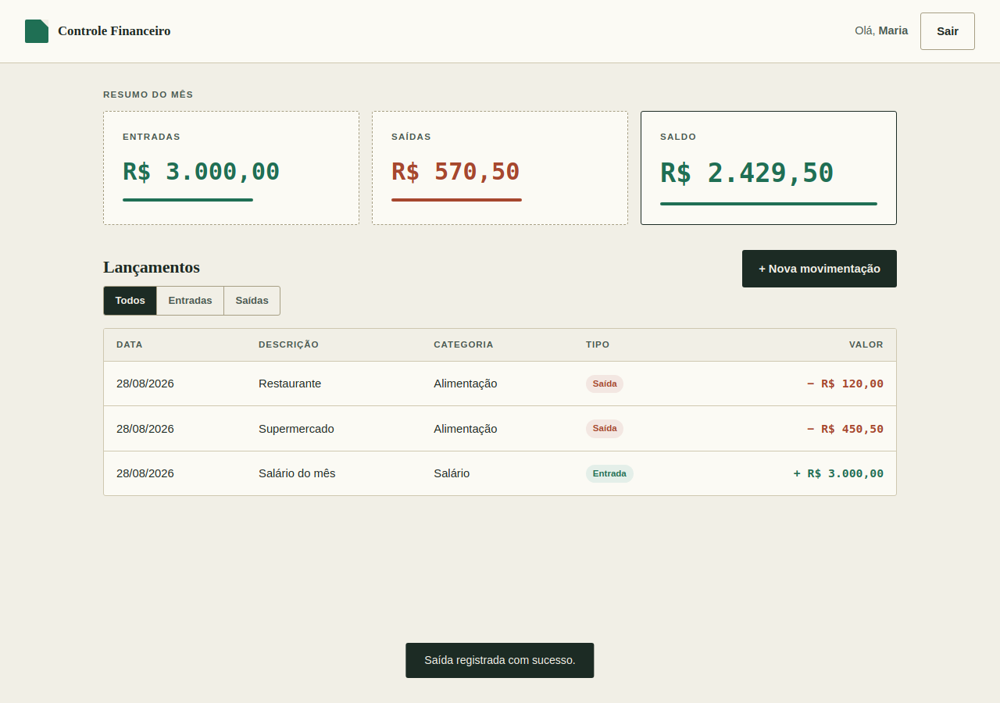 Controle Financeiro
Olá, Maria
Sair
RESUMO DO MÊS
ENTRADAS
R$ 3.000,00
SAÍDAS
R$ 570,50
SALDO
R$ 2.429,50
Lançamentos
+ Nova movimentação
Todos Entradas Saídas
DATA DESCRIÇÃO CATEGORIA TIPO VALOR
28/08/2026 Restaurante Alimentação Saída − R$ 120,00
28/08/2026 Supermercado Alimentação Saída − R$ 450,50
28/08/2026 Salário do mês Salário Entrada + R$ 3.000,00
Saída registrada com sucesso.